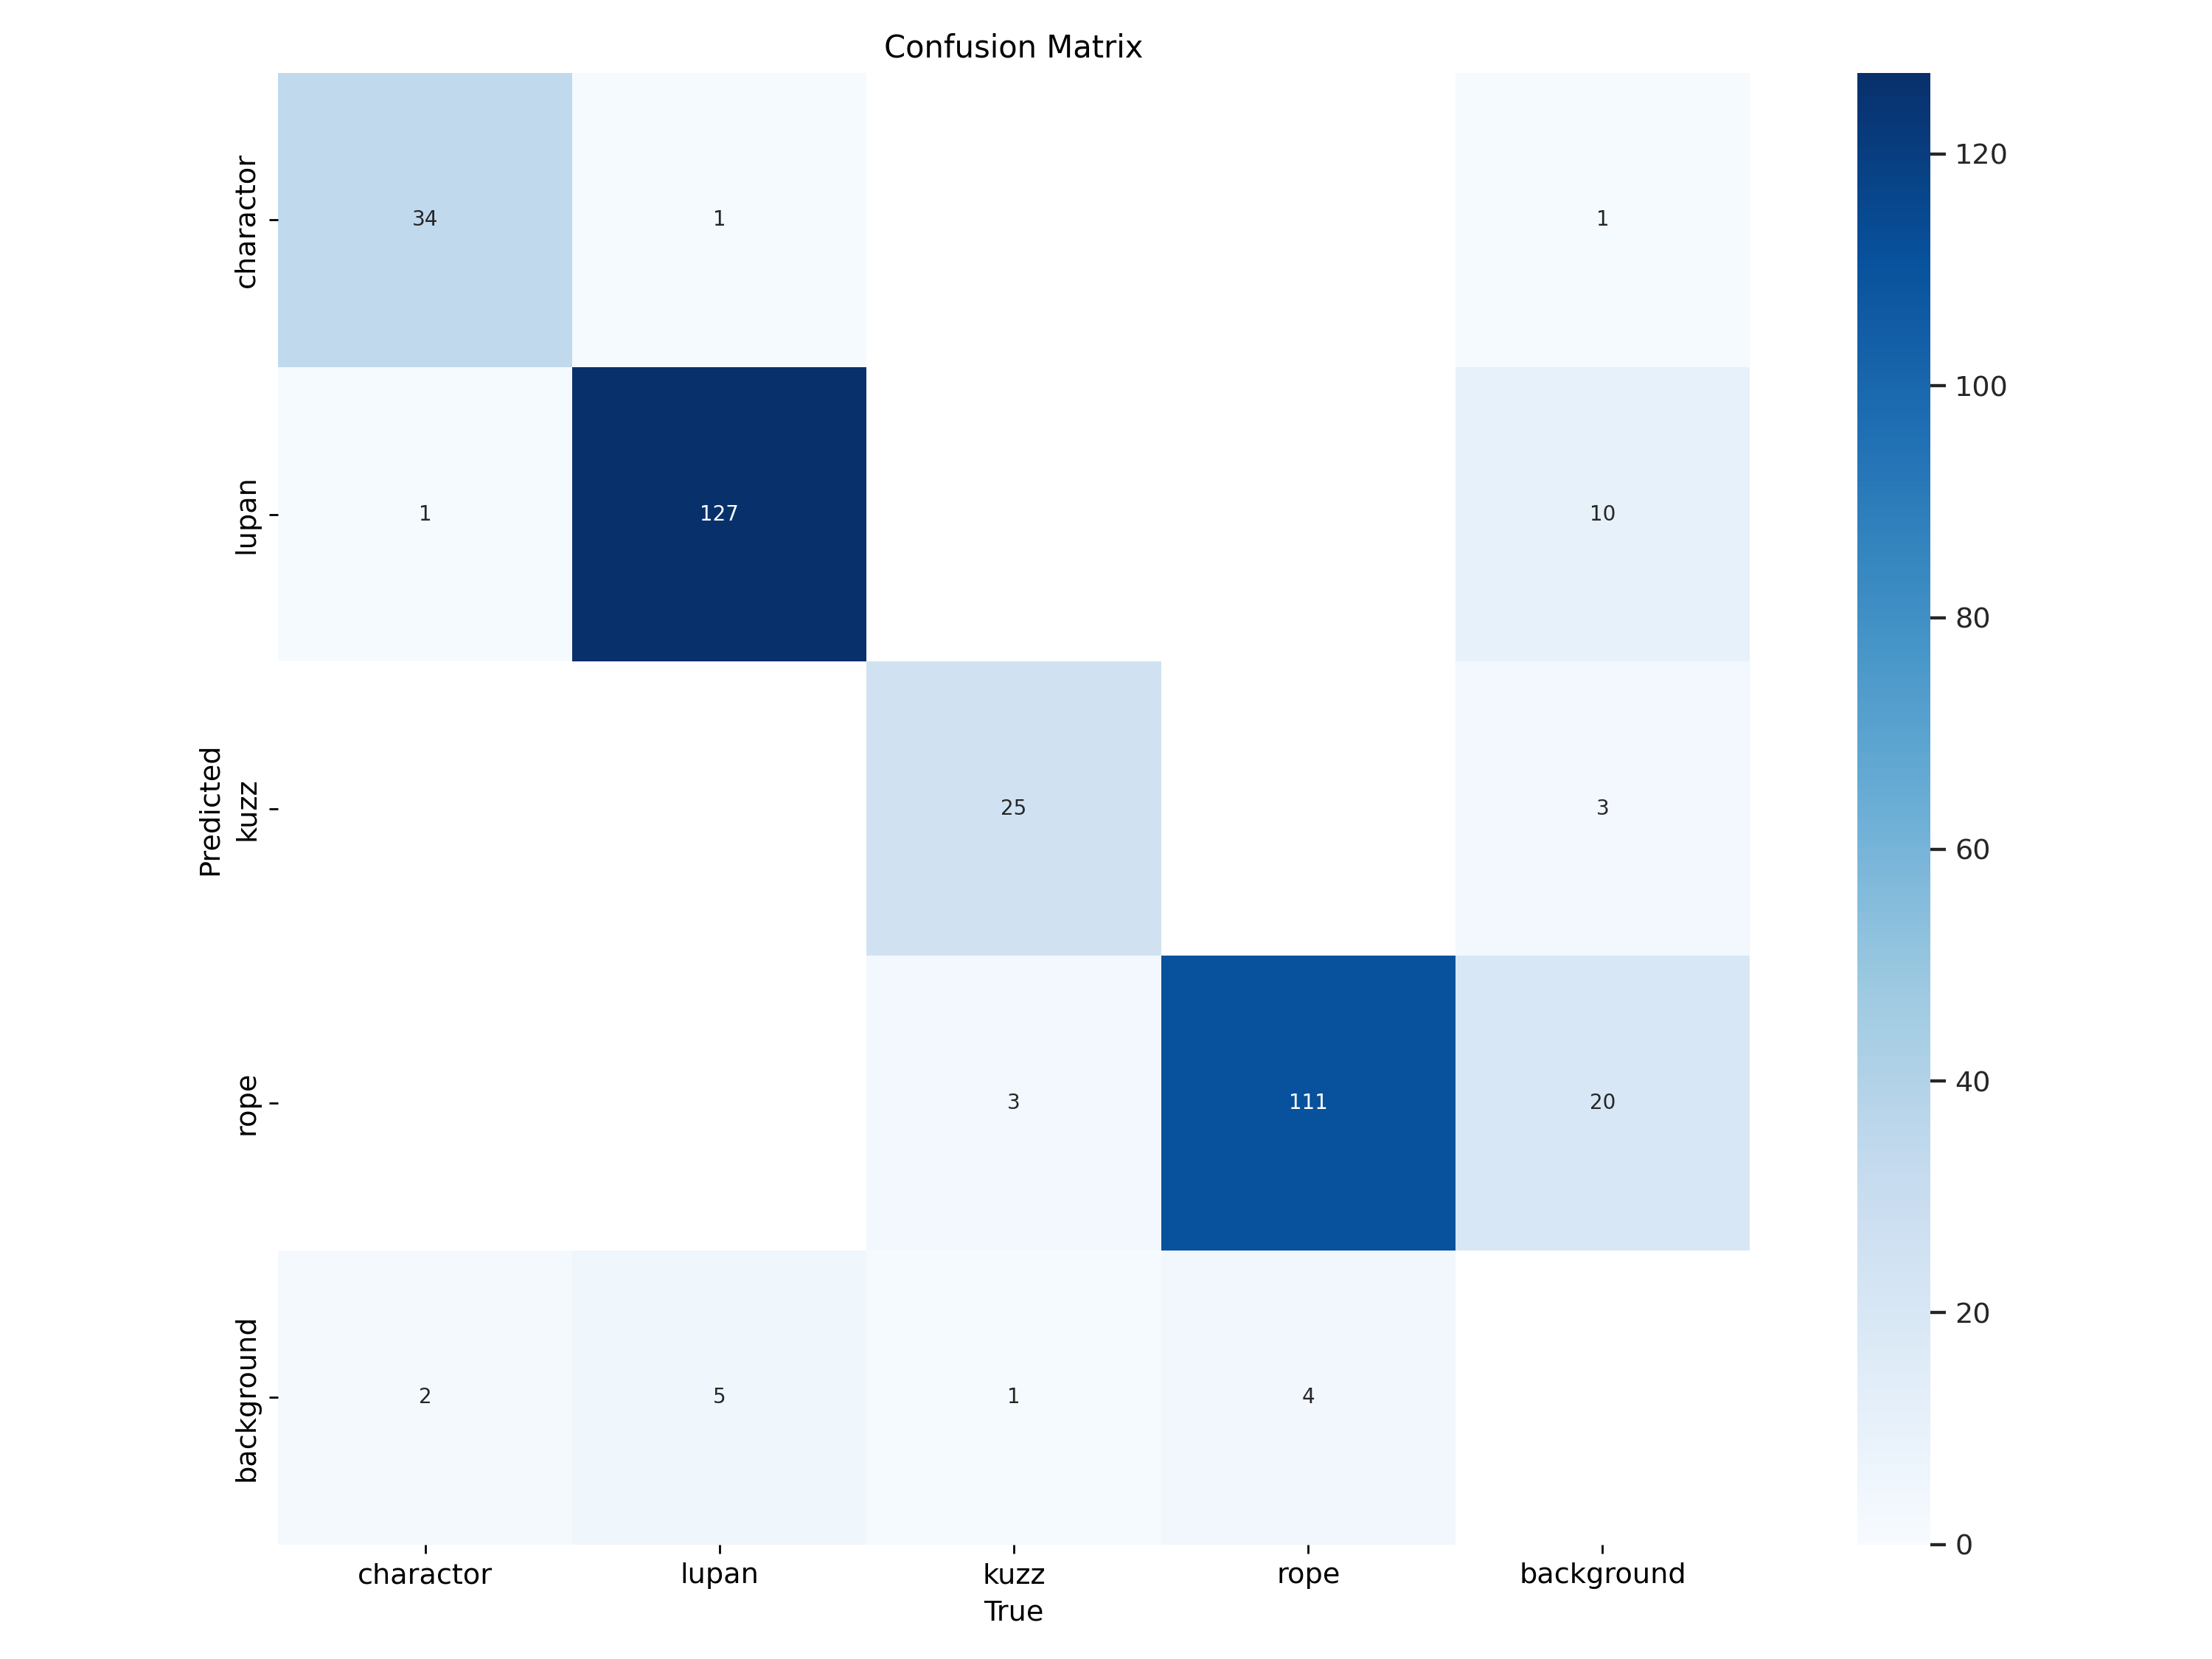 Confusion Matrix
charactor
34
1
1
120
100
lupan
1
127
10
80
Predicted
kuzz
25
3
60
rope
3
111
20
40
20
background
2
5
1
4
0
charactor
lupan
kuzz
rope
background
True